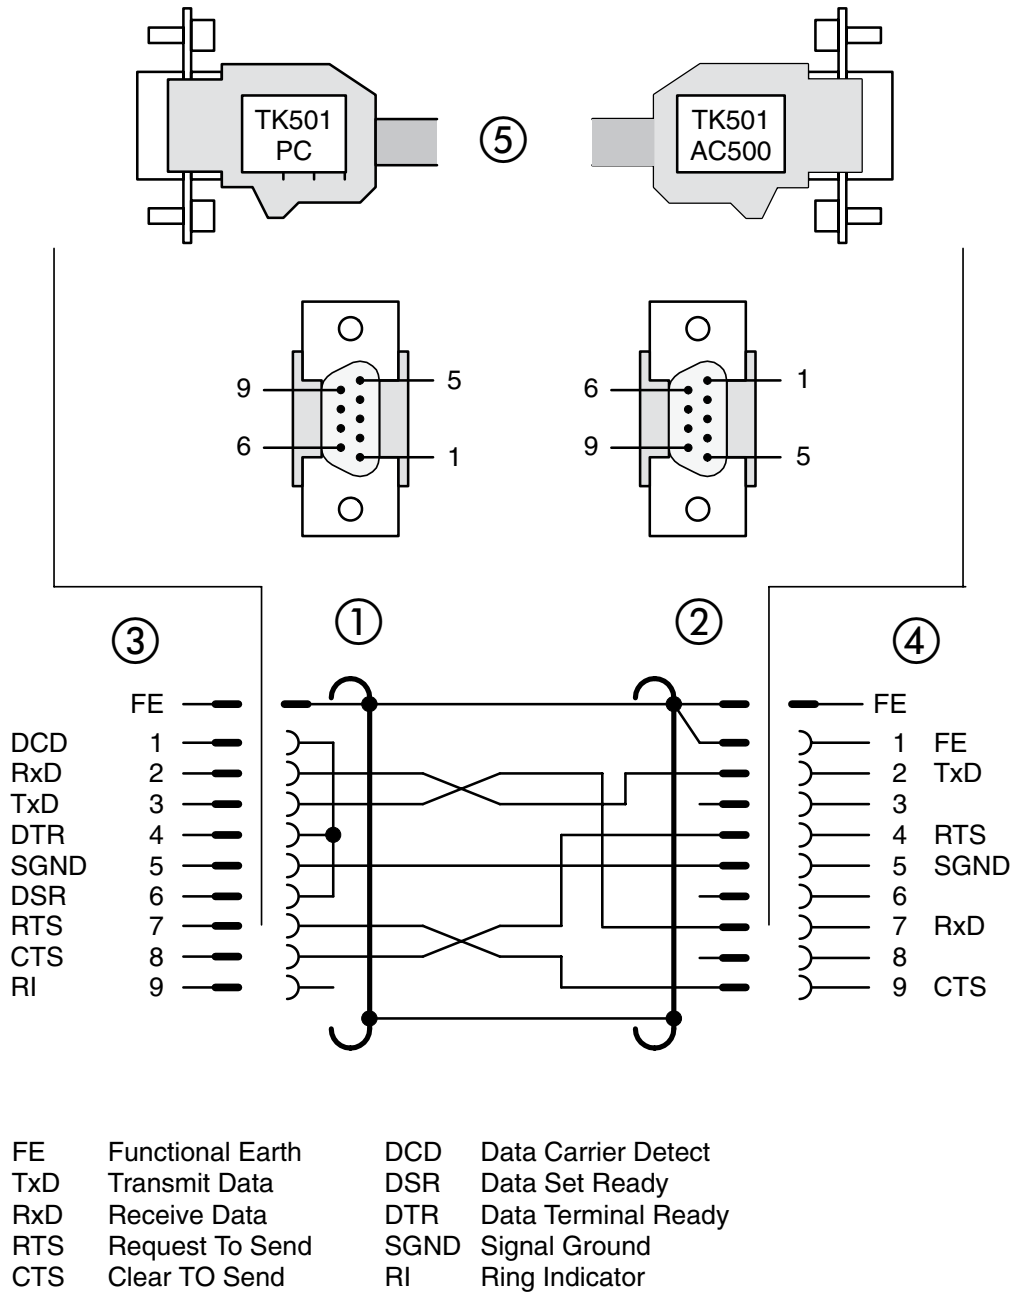 TK501
PC
⑤
TK501
AC500
9 5
6 1
6 1
9 5
③ ① ② ④
FE FE
DCD 1 1 FE
RxD 2 2 TxD
TxD 3 3
DTR 4 4 RTS
SGND 5 5 SGND
DSR 6 6
RTS 7 7 RxD
CTS 8 8
RI 9 9 CTS
FE Functional Earth DCD Data Carrier Detect
TxD Transmit Data DSR Data Set Ready
RxD Receive Data DTR Data Terminal Ready
RTS Request To Send SGND Signal Ground
CTS Clear TO Send RI Ring Indicator